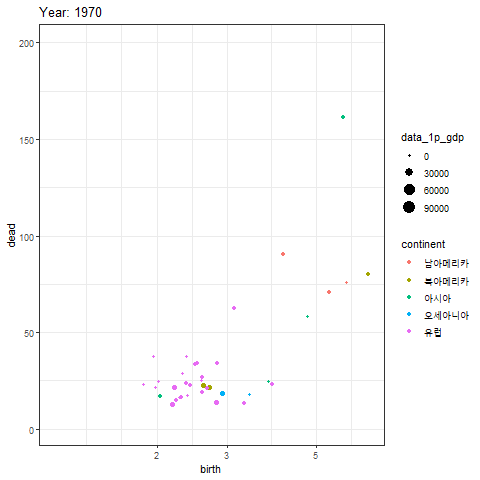 Year: 1970
200
150
100
50
0
dead
2
3
5
birth
data_1p_gdp
0
30000
60000
90000
continent
남아메리카
북아메리카
아시아
오세아니아
유럽